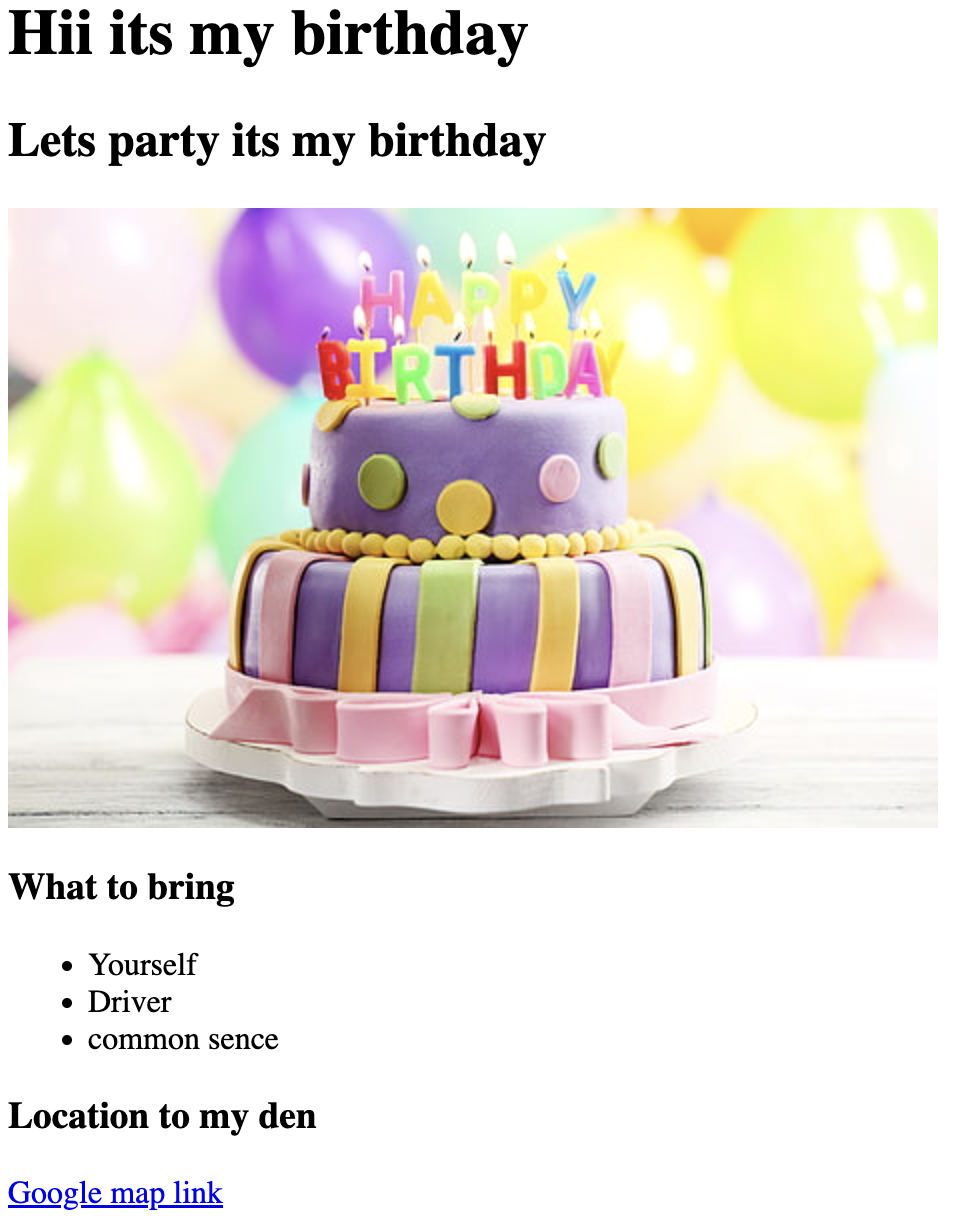 Hii its my birthday
Lets party its my birthday
HAPPY
BIRTHDAY
What to bring
Yourself
Driver
common sence
Location to my den
Google map link